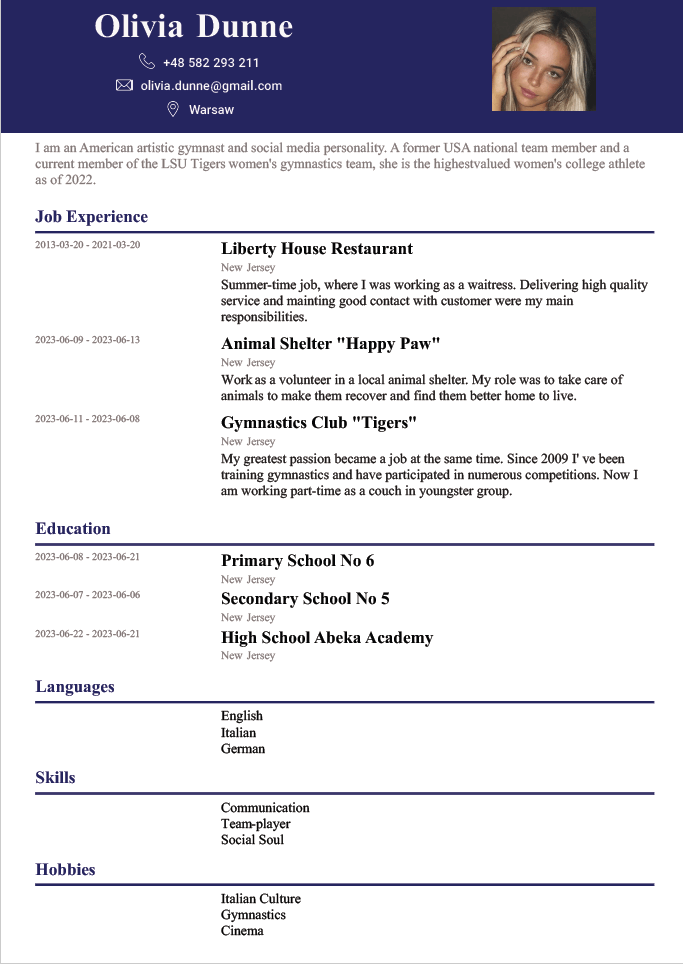 Olivia Dunne
+48 582 293 211
olivia.dunne@gmail.com
Warsaw
I am an American artistic gymnast and social media personality. A former USA national team member and a
current member of the LSU Tigers women's gymnastics team, she is the highestvalued women's college athlete
as of 2022.
Job Experience
2013-03-20 - 2021-03-20
Liberty House Restaurant
New Jersey
Summer-time job, where I was working as a waitress. Delivering high quality
service and mainting good contact with customer were my main
responsibilities.
2023-06-09 - 2023-06-13
Animal Shelter "Happy Paw"
New Jersey
Work as a volunteer in a local animal shelter. My role was to take care of
animals to make them recover and find them better home to live.
2023-06-11 - 2023-06-08
Gymnastics Club "Tigers"
New Jersey
My greatest passion became a job at the same time. Since 2009 I' ve been
training gymnastics and have participated in numerous competitions. Now I
am working part-time as a couch in youngster group.
Education
2023-06-08 - 2023-06-21
Primary School No 6
New Jersey
2023-06-07 - 2023-06-06
Secondary School No 5
New Jersey
2023-06-22 - 2023-06-21
High School Abeka Academy
New Jersey
Languages
English
Italian
German
Skills
Communication
Team-player
Social Soul
Hobbies
Italian Culture
Gymnastics
Cinema